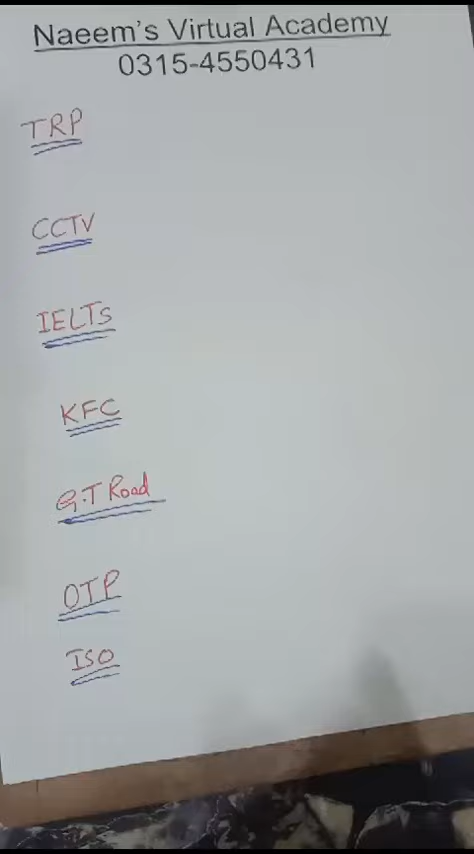 Naeem's Virtual Academy
0315-4550431
TRP
CCTV
IELTS
KFC
G.T Road
OTP
ISO